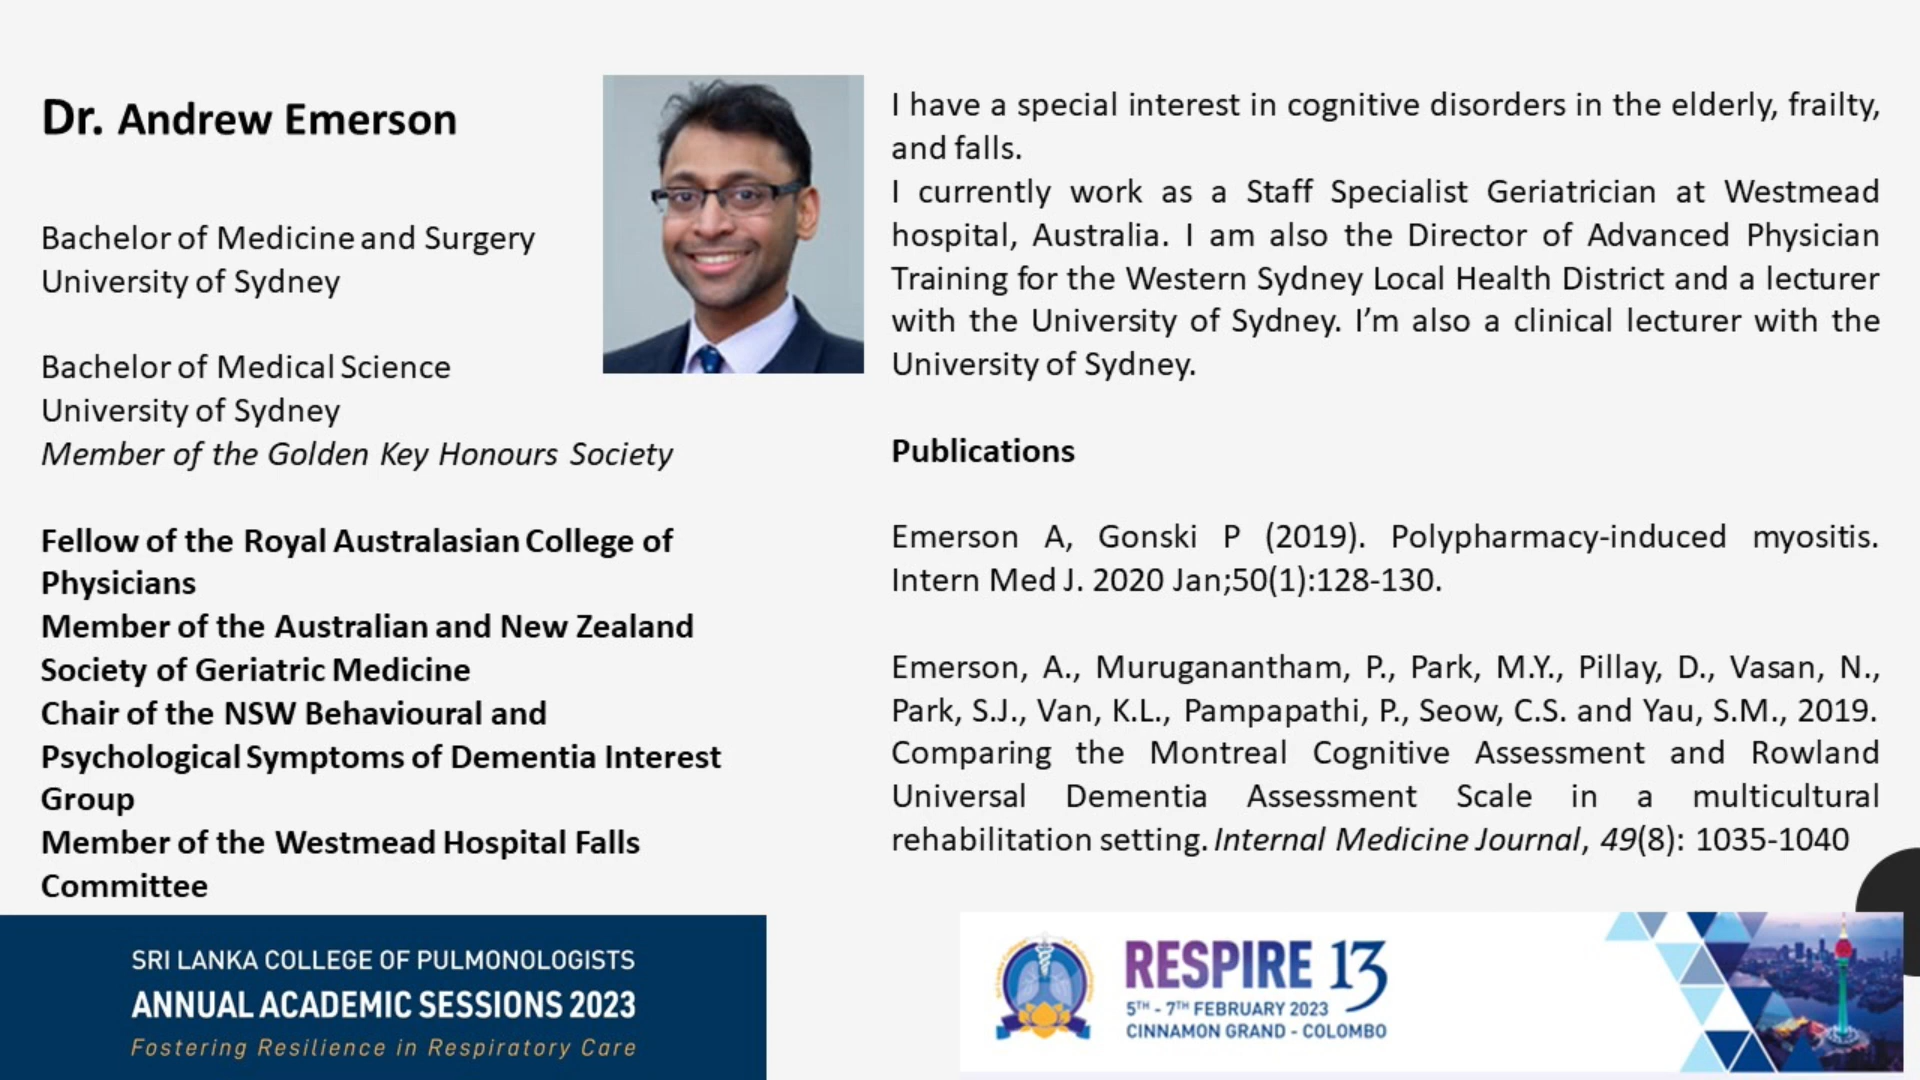 Dr. Andrew Emerson
Bachelor of Medicine and Surgery
University of Sydney
Bachelor of Medical Science
University of Sydney
Member of the Golden Key Honours Society
Fellow of the Royal Australasian College of
Physicians
Member of the Australian and New Zealand
Society of Geriatric Medicine
Chair of the NSW Behavioural and
Psychological Symptoms of Dementia Interest
Group
Member of the Westmead Hospital Falls
Committee
I have a special interest in cognitive disorders in the elderly, frailty,
and falls.
I currently work as a Staff Specialist Geriatrician at Westmead
hospital, Australia. I am also the Director of Advanced Physician
Training for the Western Sydney Local Health District and a lecturer
with the University of Sydney. I’m also a clinical lecturer with the
University of Sydney.
Publications
Emerson A, Gonski P (2019). Polypharmacy-induced myositis.
Intern Med J. 2020 Jan;50(1):128-130.
Emerson, A., Muruganantham, P., Park, M.Y., Pillay, D., Vasan, N.,
Park, S.J., Van, K.L., Pampapathi, P., Seow, C.S. and Yau, S.M., 2019.
Comparing the Montreal Cognitive Assessment and Rowland
Universal Dementia Assessment Scale in a multicultural
rehabilitation setting. Internal Medicine Journal, 49(8): 1035-1040
SRI LANKA COLLEGE OF PULMONOLOGISTS
ANNUAL ACADEMIC SESSIONS 2023
Fostering Resilience in Respiratory Care
RESPIRE 13
5TH - 7TH FEBRUARY 2023
CINNAMON GRAND - COLOMBO